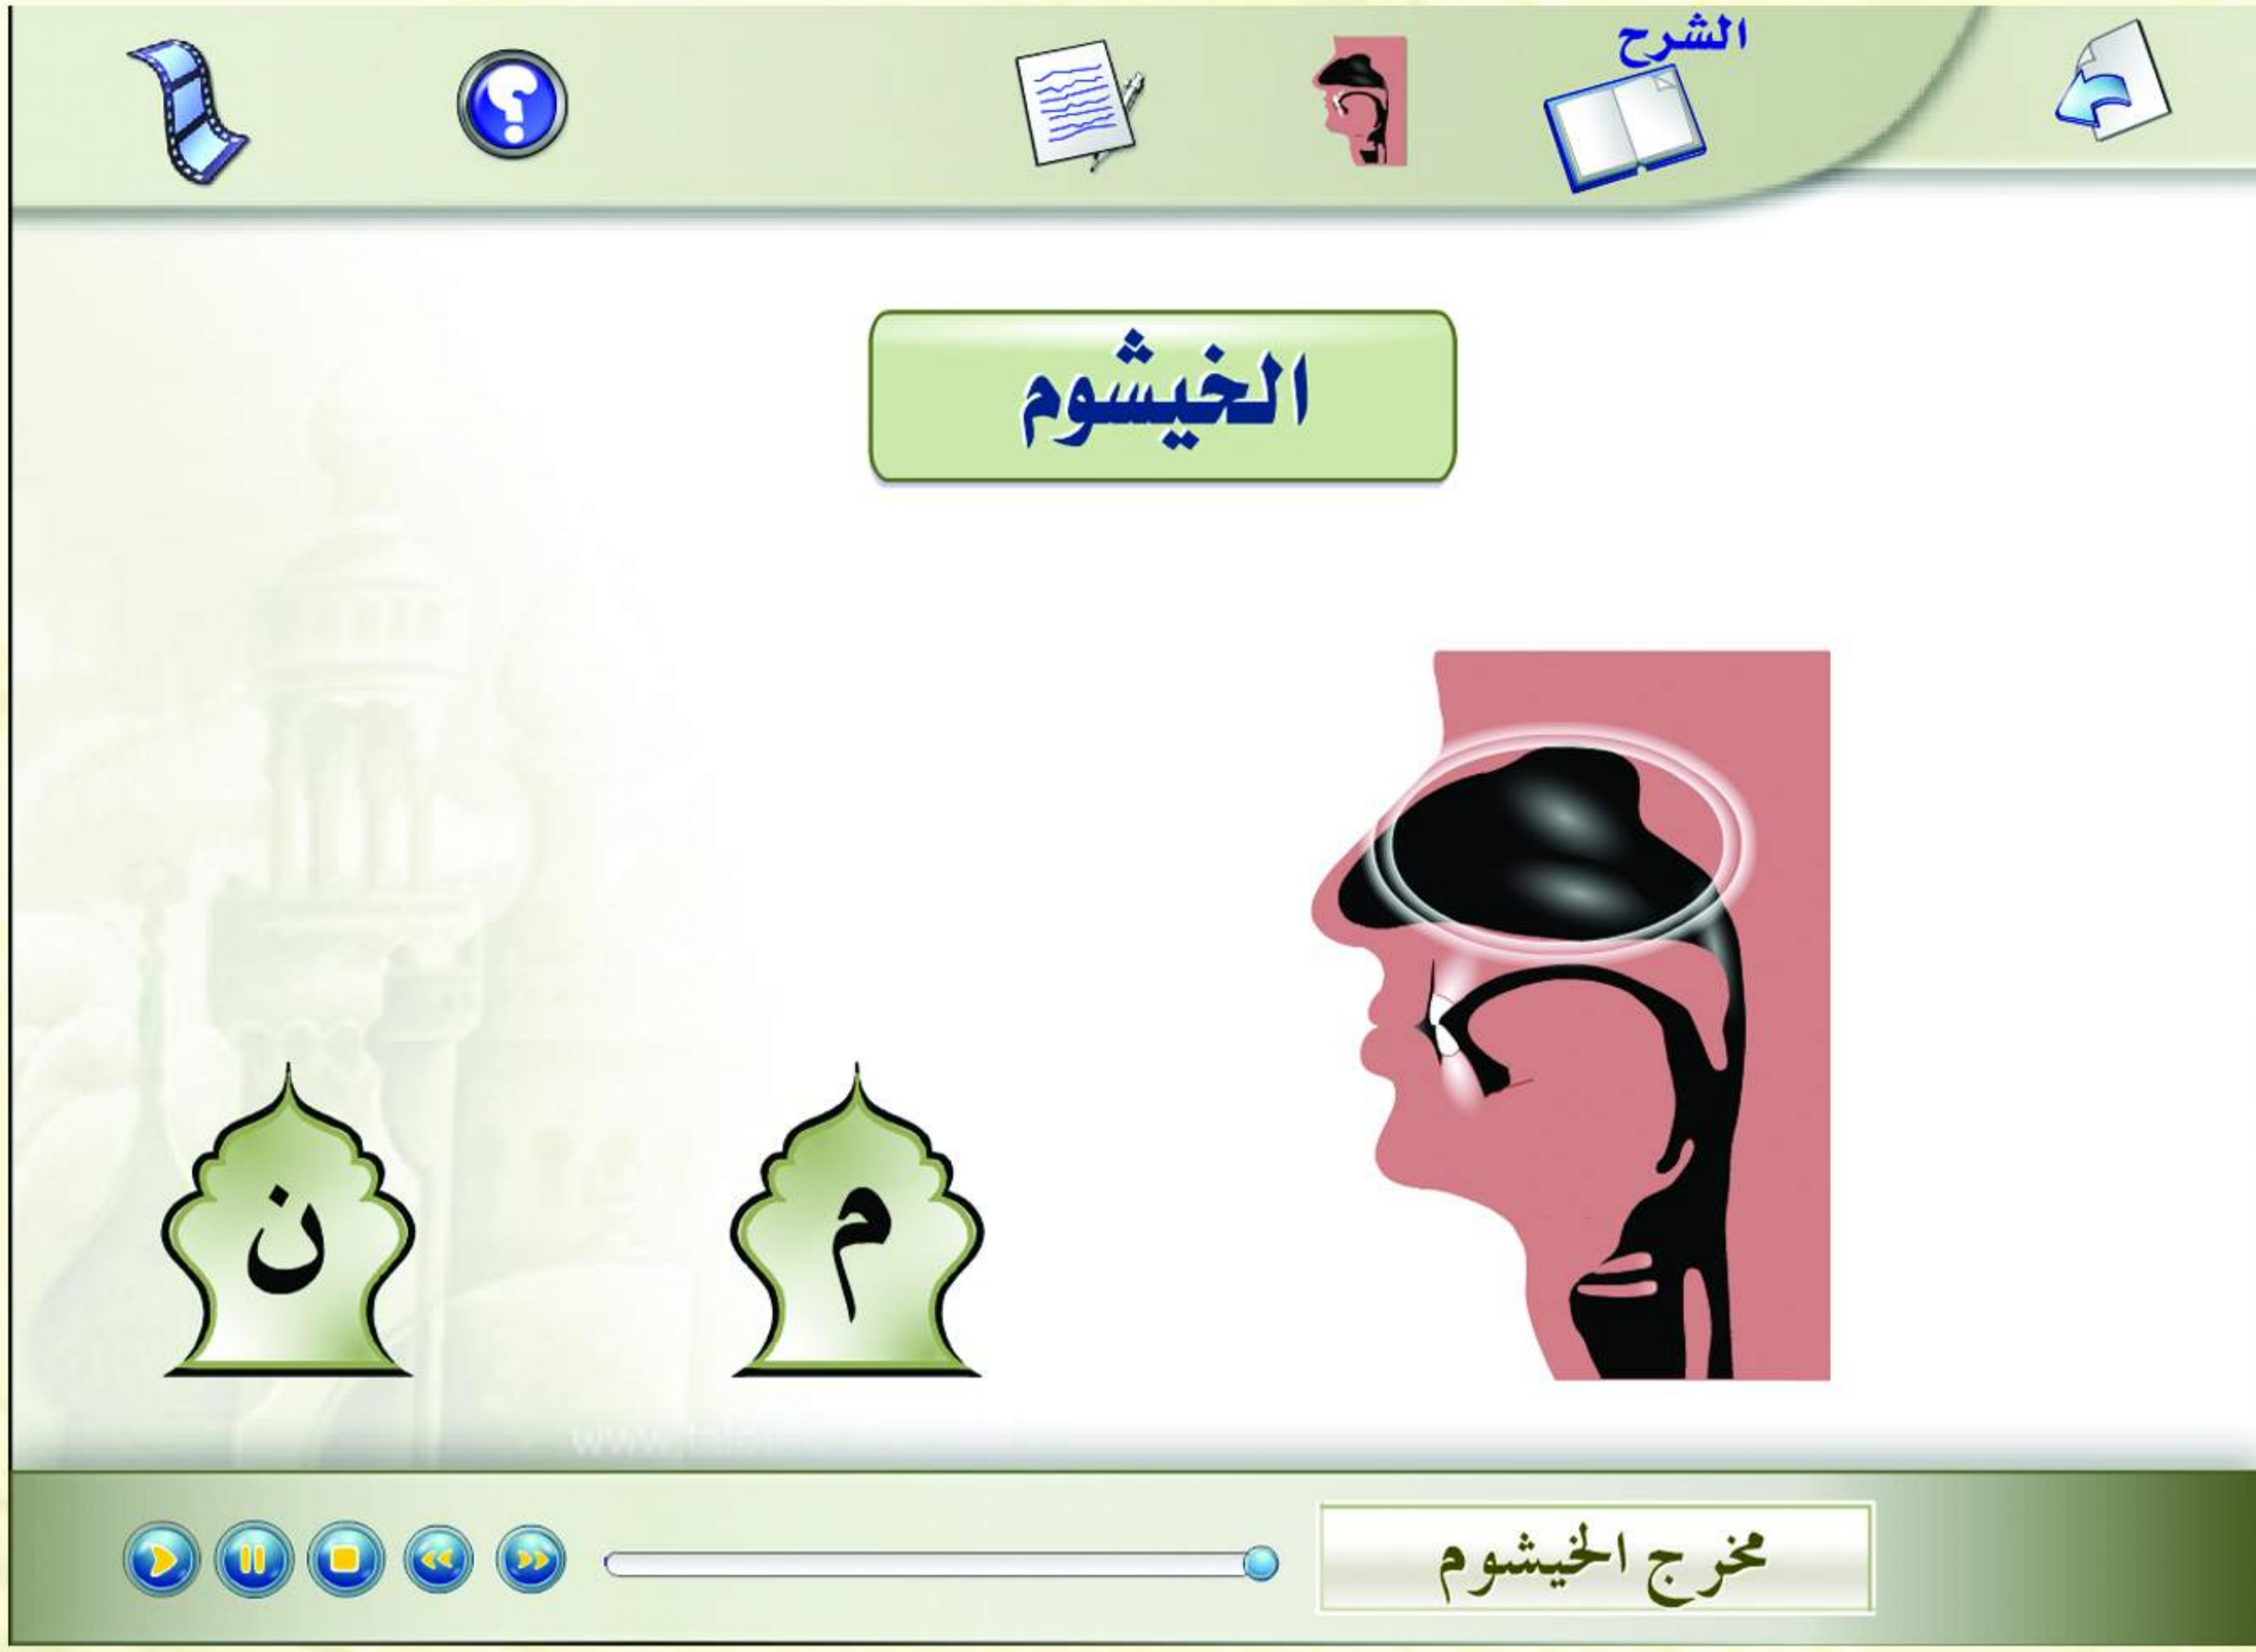 الشرح
الخيشوم
م
ن
مخرج الخيشوم